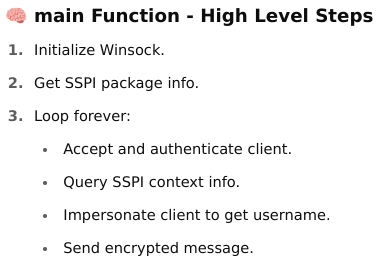 🧠 main Function - High Level Steps
1. Initialize Winsock.
2. Get SSPI package info.
3. Loop forever:
• Accept and authenticate client.
• Query SSPI context info.
• Impersonate client to get username.
• Send encrypted message.